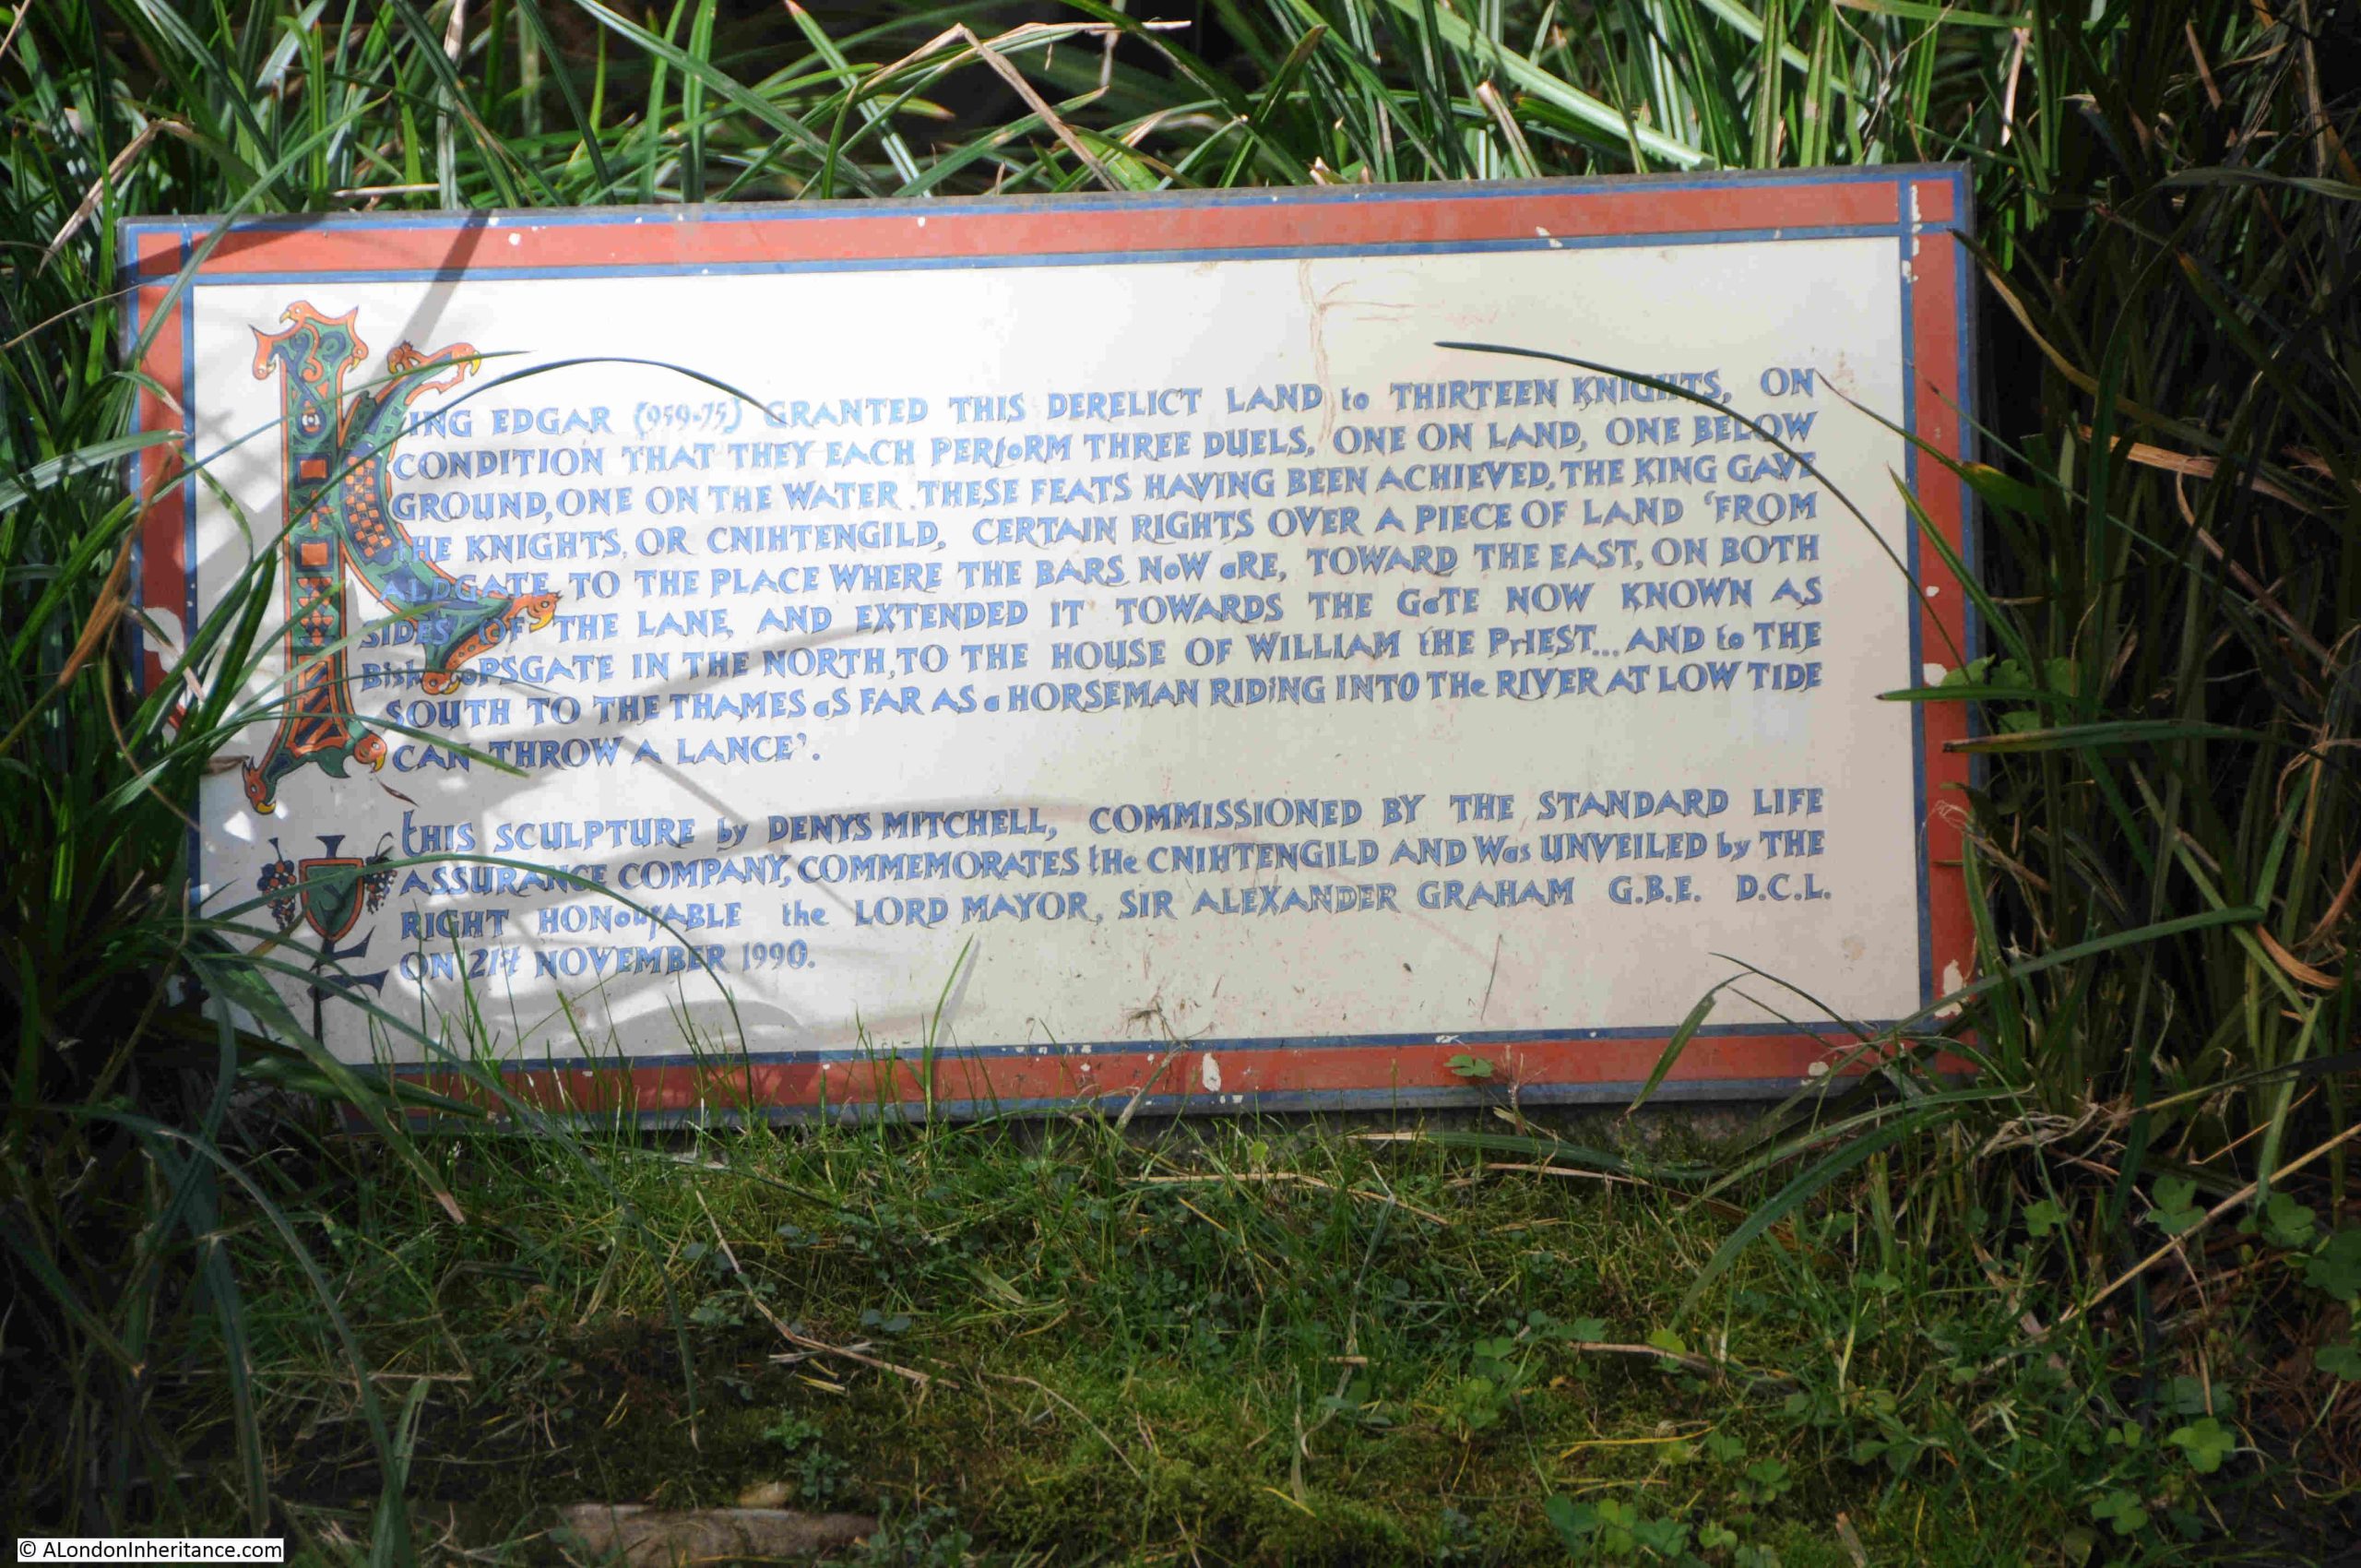 KING EDGAR (959-75) GRANTED THIS DERELICT LAND to THIRTEEN KNIGHTS, ON
CONDITION THAT THEY EACH PERfoRM THREE DUELS, ONE ON LAND, ONE BELOW
GROUND, ONE ON THE WATER. THESE FEATS HAVING BEEN ACHIEVED, THE KING GAVE
THE KNIGHTS, OR CNIHTENGILD, CERTAIN RIGHTS OVER A PIECE OF LAND ‘FROM
ALDGATE TO THE PLACE WHERE THE BARS NoW aRE, TOWARD THE EAST, ON BOTH
SIDES OF THE LANE, AND EXTENDED IT TOWARDS THE GaTE NOW KNOWN AS
BishoPSGATE IN THE NORTH, TO THE HOUSE OF WILLIAM tHE PrIEST... AND to THE
SOUTH TO THE THAMES aS FAR AS a HORSEMAN RIDiNG INTO THe RIVER AT LOW TIDE
CAN THROW A LANCE’.
tHIS SCULPTURE by DENYS MITCHELL, COMMISSIONED BY THE STANDARD LIFE
ASSURANCE COMPANY, COMMEMORATES tHe CNIHTENGILD AND Was UNVEILED by THE
RIGHT HONourABLE the LORD MAYOR, SIR ALEXANDER GRAHAM G.B.E. D.C.L.
ON 21st NOVEMBER 1990.
© ALondonInheritance.com